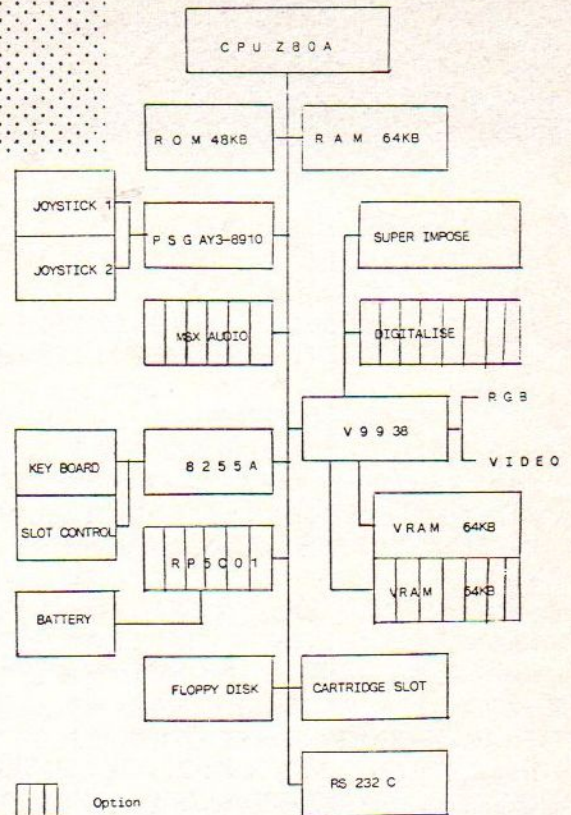 CPU Z80A
ROM 48KB
RAM 64KB
JOYSTICK 1
JOYSTICK 2
PSG AY3-8910
SUPER IMPOSE
MSX AUDIO
DIGITALISE
V9938
RGB
VIDEO
KEY BOARD
SLOT CONTROL
8255A
RP5C01
VRAM 64KB
VRAM 64KB
BATTERY
FLOPPY DISK
CARTRIDGE SLOT
RS 232 C
Option